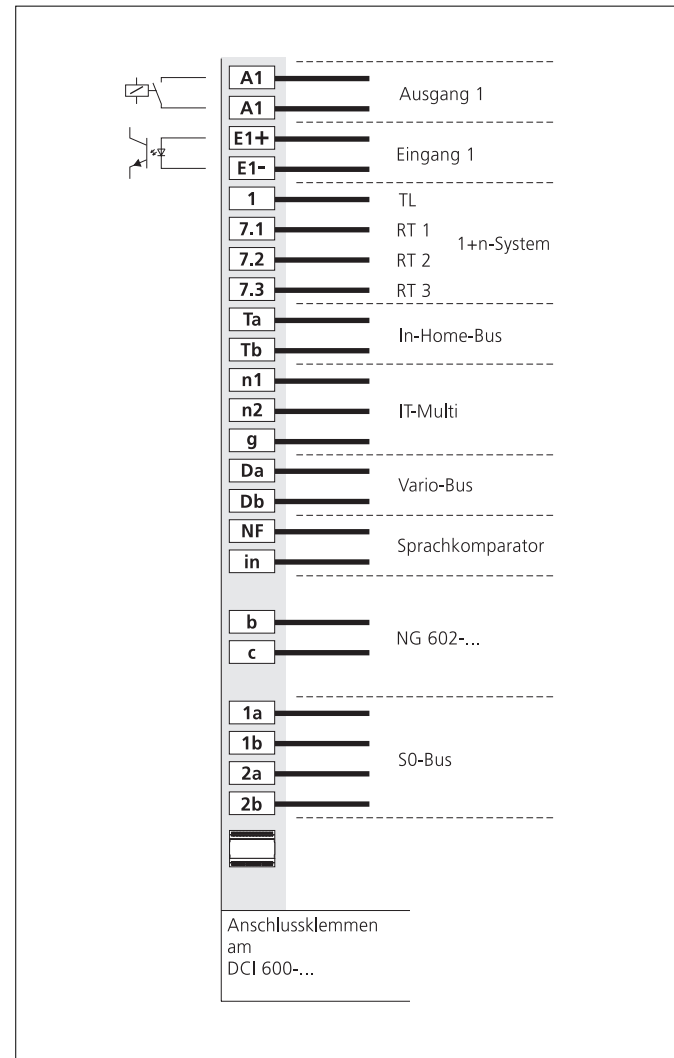 A1
A1 Ausgang 1
E1+
E1- Eingang 1
1 TL
7.1 RT 1
1+n-System
7.2 RT 2
7.3 RT 3
Ta
Tb In-Home-Bus
n1
n2 IT-Multi
g
Da
Db Vario-Bus
NF
in Sprachkomparator
b
c NG 602-...
1a
1b
2a S0-Bus
2b
Anschlussklemmen
am
DCI 600-...